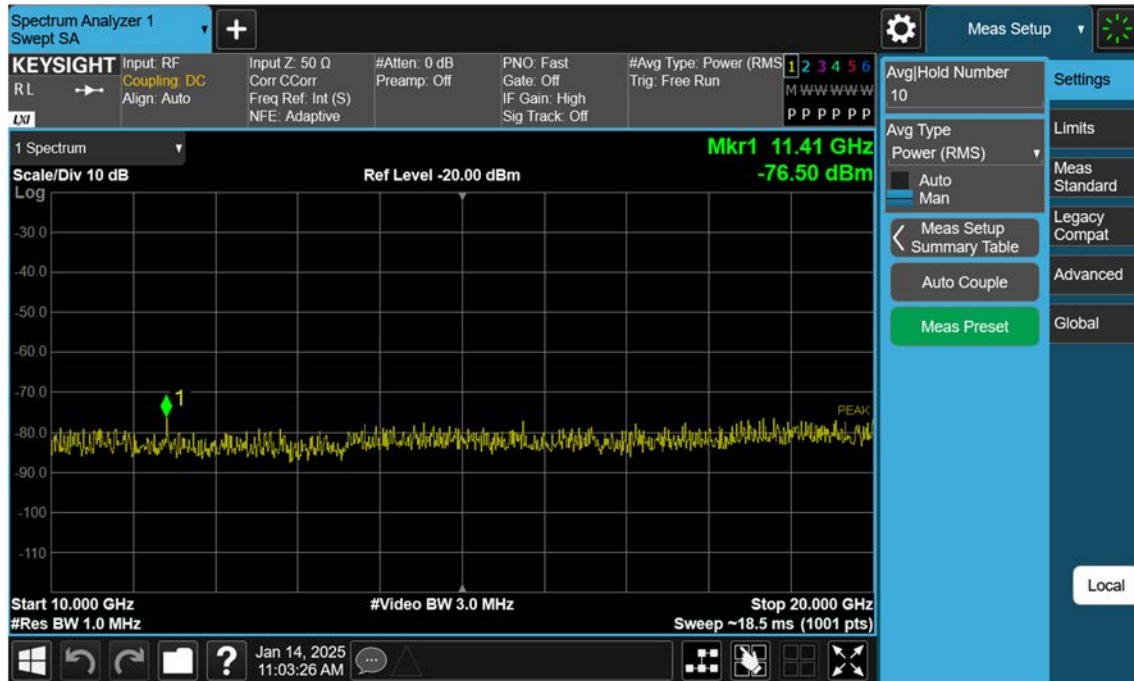 Spectrum Analyzer 1
Swept SA
+
Meas Setup
KEYSIGHT
RL
LXI
Input: RF
Coupling: DC
Align: Auto
Input Z: 50 Ω
Corr CCorr
Freq Ref: Int (S)
NFE: Adaptive
#Atten: 0 dB
Preamp: Off
PNO: Fast
Gate: Off
IF Gain: High
Sig Track: Off
#Avg Type: Power (RMS
Trig: Free Run
1 2 3 4 5 6
M W W W W W
P P P P P P
1 Spectrum
Mkr1 11.41 GHz
Scale/Div 10 dB
Ref Level -20.00 dBm
-76.50 dBm
Log
-30.0
-40.0
-50.0
-60.0
-70.0
1
PEAK
-80.0
-90.0
-100
-110
Start 10.000 GHz
#Video BW 3.0 MHz
Stop 20.000 GHz
#Res BW 1.0 MHz
Sweep ~18.5 ms (1001 pts)
?
Jan 14, 2025
11:03:26 AM
Avg|Hold Number
10
Avg Type
Power (RMS)
Auto
Man
Meas Setup
Summary Table
Auto Couple
Meas Preset
Settings
Limits
Meas
Standard
Legacy
Compat
Advanced
Global
Local